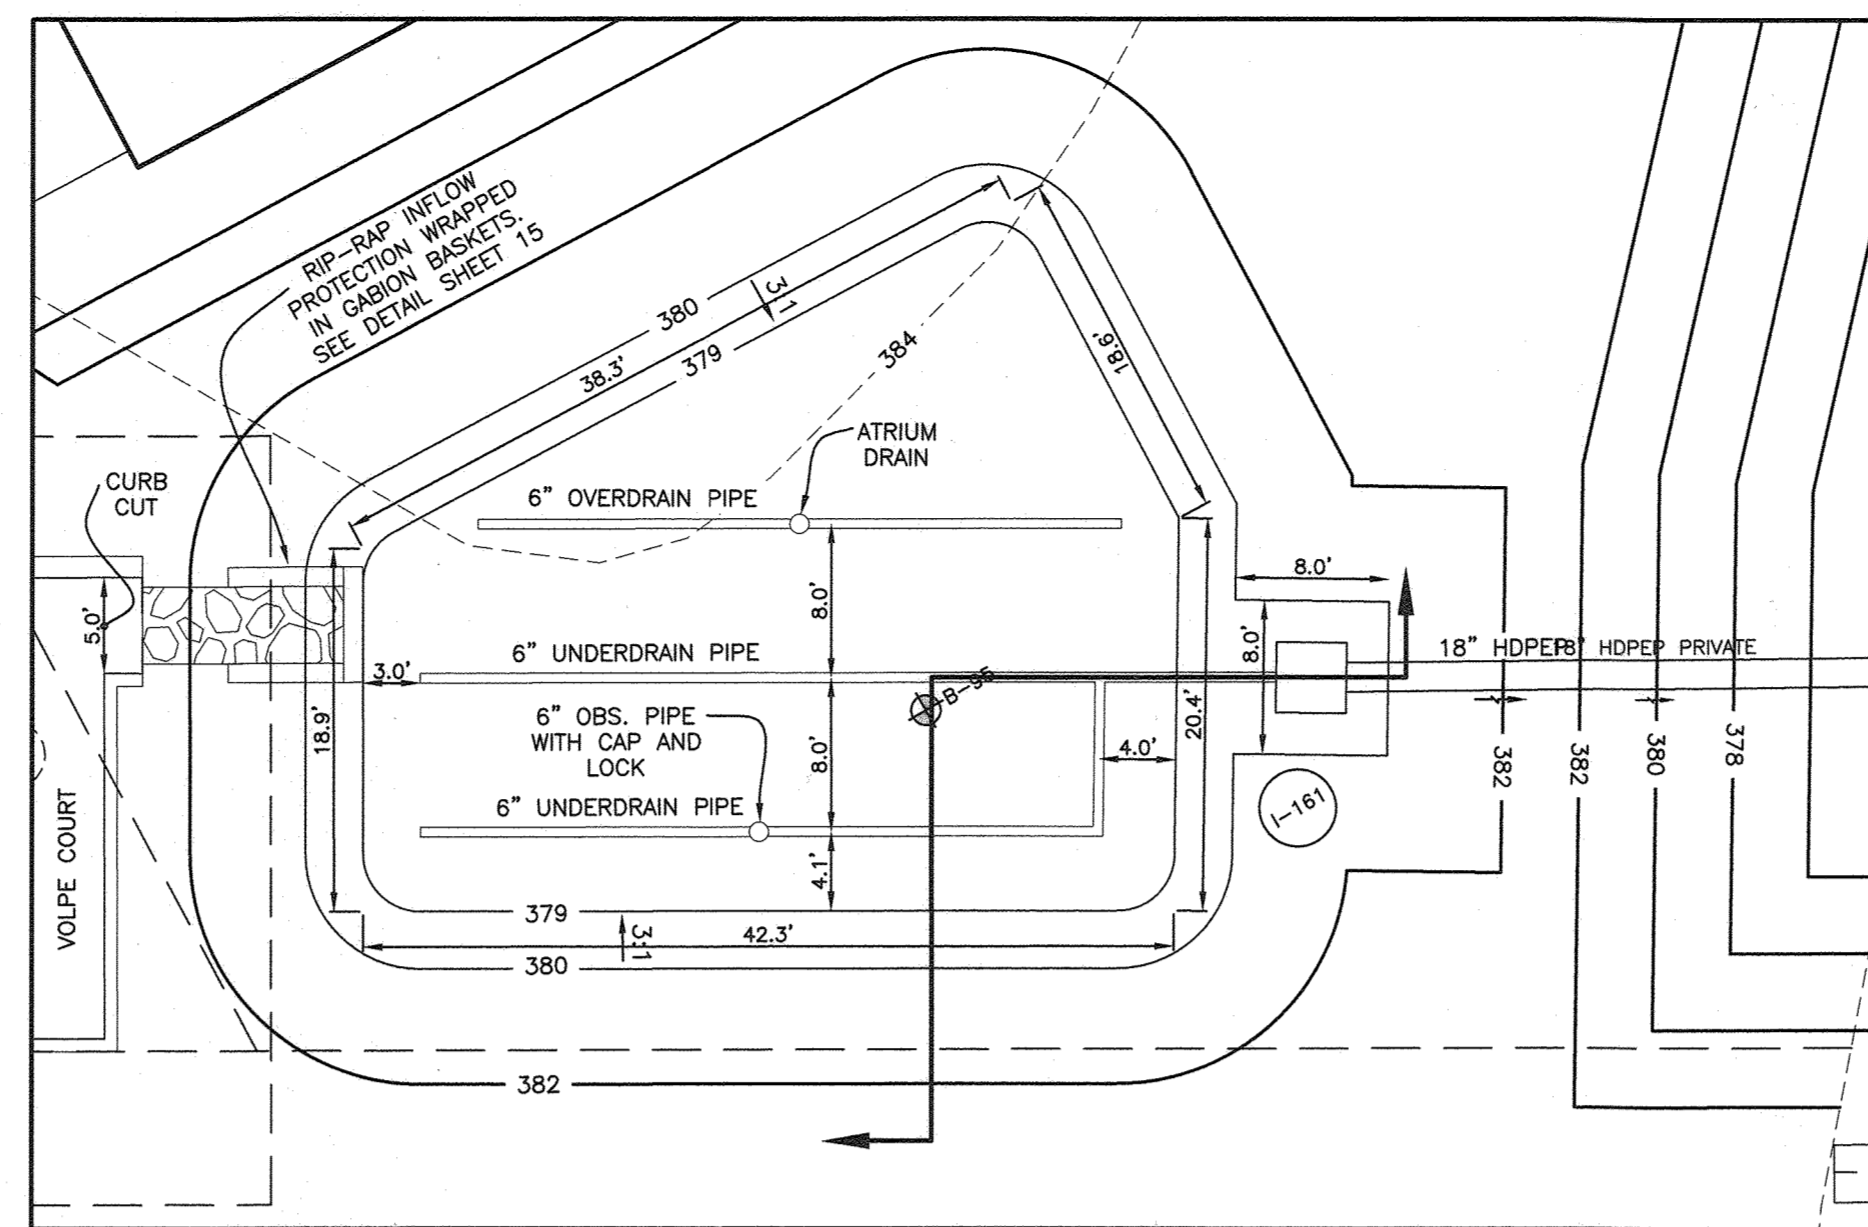 RIP-RAP INFLOW
PROTECTION WRAPPED
IN GABION BASKETS.
SEE DETAIL SHEET 15
380
3:1
379
38.3'
384
18.6'
ATRIUM
DRAIN
CURB
CUT
6" OVERDRAIN PIPE
8.0'
5.0'
8.0'
8.0'
6" UNDERDRAIN PIPE
3.0'
18" HDPEP
18" HDPEP PRIVATE
B-95
6" OBS. PIPE
WITH CAP AND
LOCK
18.9'
8.0'
4.0'
20.4'
382
382
380
378
6" UNDERDRAIN PIPE
I-161
VOLPE COURT
4.1'
379
3:1
42.3'
380
382